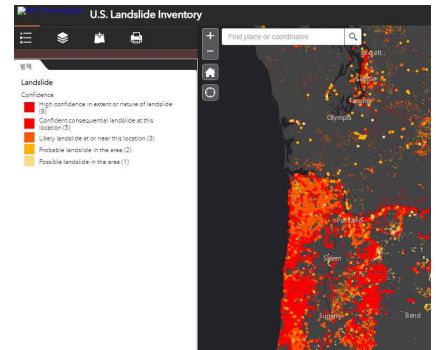 U.S. Landslide Inventory
Find place or coordinates
+
−
범례
Landslide
Confidence
High confidence in extent or nature of landslide
(8)
Confident consequential landslide at this
location (5)
Likely landslide at or near this location (3)
Probable landslide in the area (2)
Possible landslide in the area (1)
Everett
Seattle
Tacoma
Olympia
Portland
Salem
Eugene
Bend